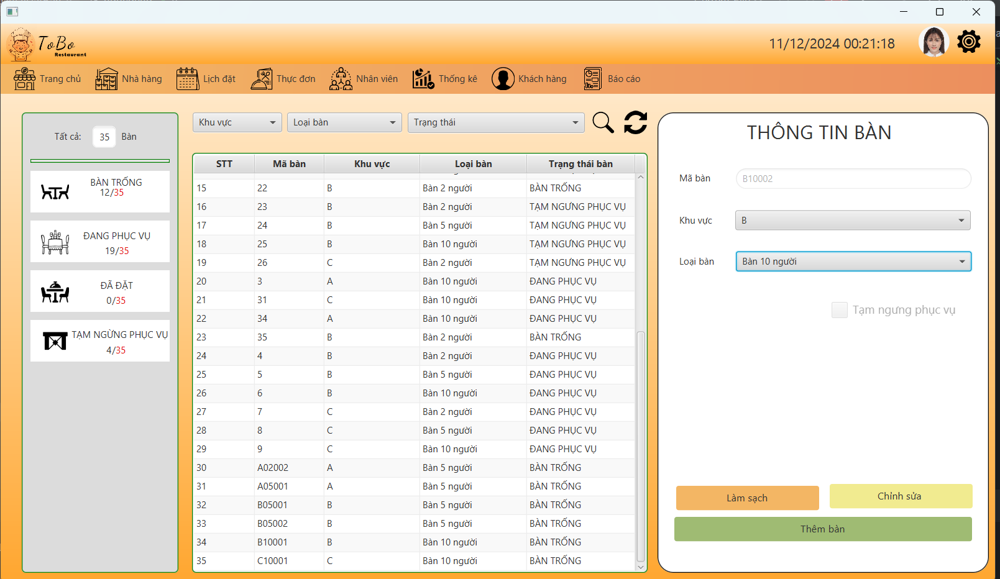 ToBo
Restaurant
11/12/2024 00:21:18
Trang chủ
Nhà hàng
Lịch đặt
Thực đơn
Nhân viên
Thống kê
Khách hàng
Báo cáo
Tất cả: 35 Bàn
BÀN TRỐNG
12/35
ĐANG PHỤC VỤ
19/35
ĐÃ ĐẶT
0/35
TẠM NGỪNG PHỤC VỤ
4/35
Khu vực
Loại bàn
Trạng thái
STT Mã bàn Khu vực Loại bàn Trạng thái bàn
15 22 B Bàn 2 người BÀN TRỐNG
16 23 B Bàn 2 người TẠM NGƯNG PHỤC VỤ
17 24 B Bàn 5 người TẠM NGƯNG PHỤC VỤ
18 25 B Bàn 10 người TẠM NGƯNG PHỤC VỤ
19 26 C Bàn 2 người TẠM NGƯNG PHỤC VỤ
20 3 A Bàn 10 người ĐANG PHỤC VỤ
21 31 C Bàn 10 người ĐANG PHỤC VỤ
22 34 A Bàn 10 người ĐANG PHỤC VỤ
23 35 B Bàn 2 người BÀN TRỐNG
24 4 B Bàn 2 người ĐANG PHỤC VỤ
25 5 B Bàn 5 người ĐANG PHỤC VỤ
26 6 B Bàn 10 người ĐANG PHỤC VỤ
27 7 C Bàn 2 người ĐANG PHỤC VỤ
28 8 C Bàn 5 người ĐANG PHỤC VỤ
29 9 C Bàn 10 người ĐANG PHỤC VỤ
30 A02002 A Bàn 5 người BÀN TRỐNG
31 A05001 A Bàn 5 người BÀN TRỐNG
32 B05001 B Bàn 5 người BÀN TRỐNG
33 B05002 B Bàn 5 người BÀN TRỐNG
34 B10001 B Bàn 10 người BÀN TRỐNG
35 C10001 C Bàn 10 người BÀN TRỐNG
THÔNG TIN BÀN
Mã bàn B10002
Khu vực B
Loại bàn Bàn 10 người
Tạm ngưng phục vụ
Làm sạch
Chỉnh sửa
Thêm bàn